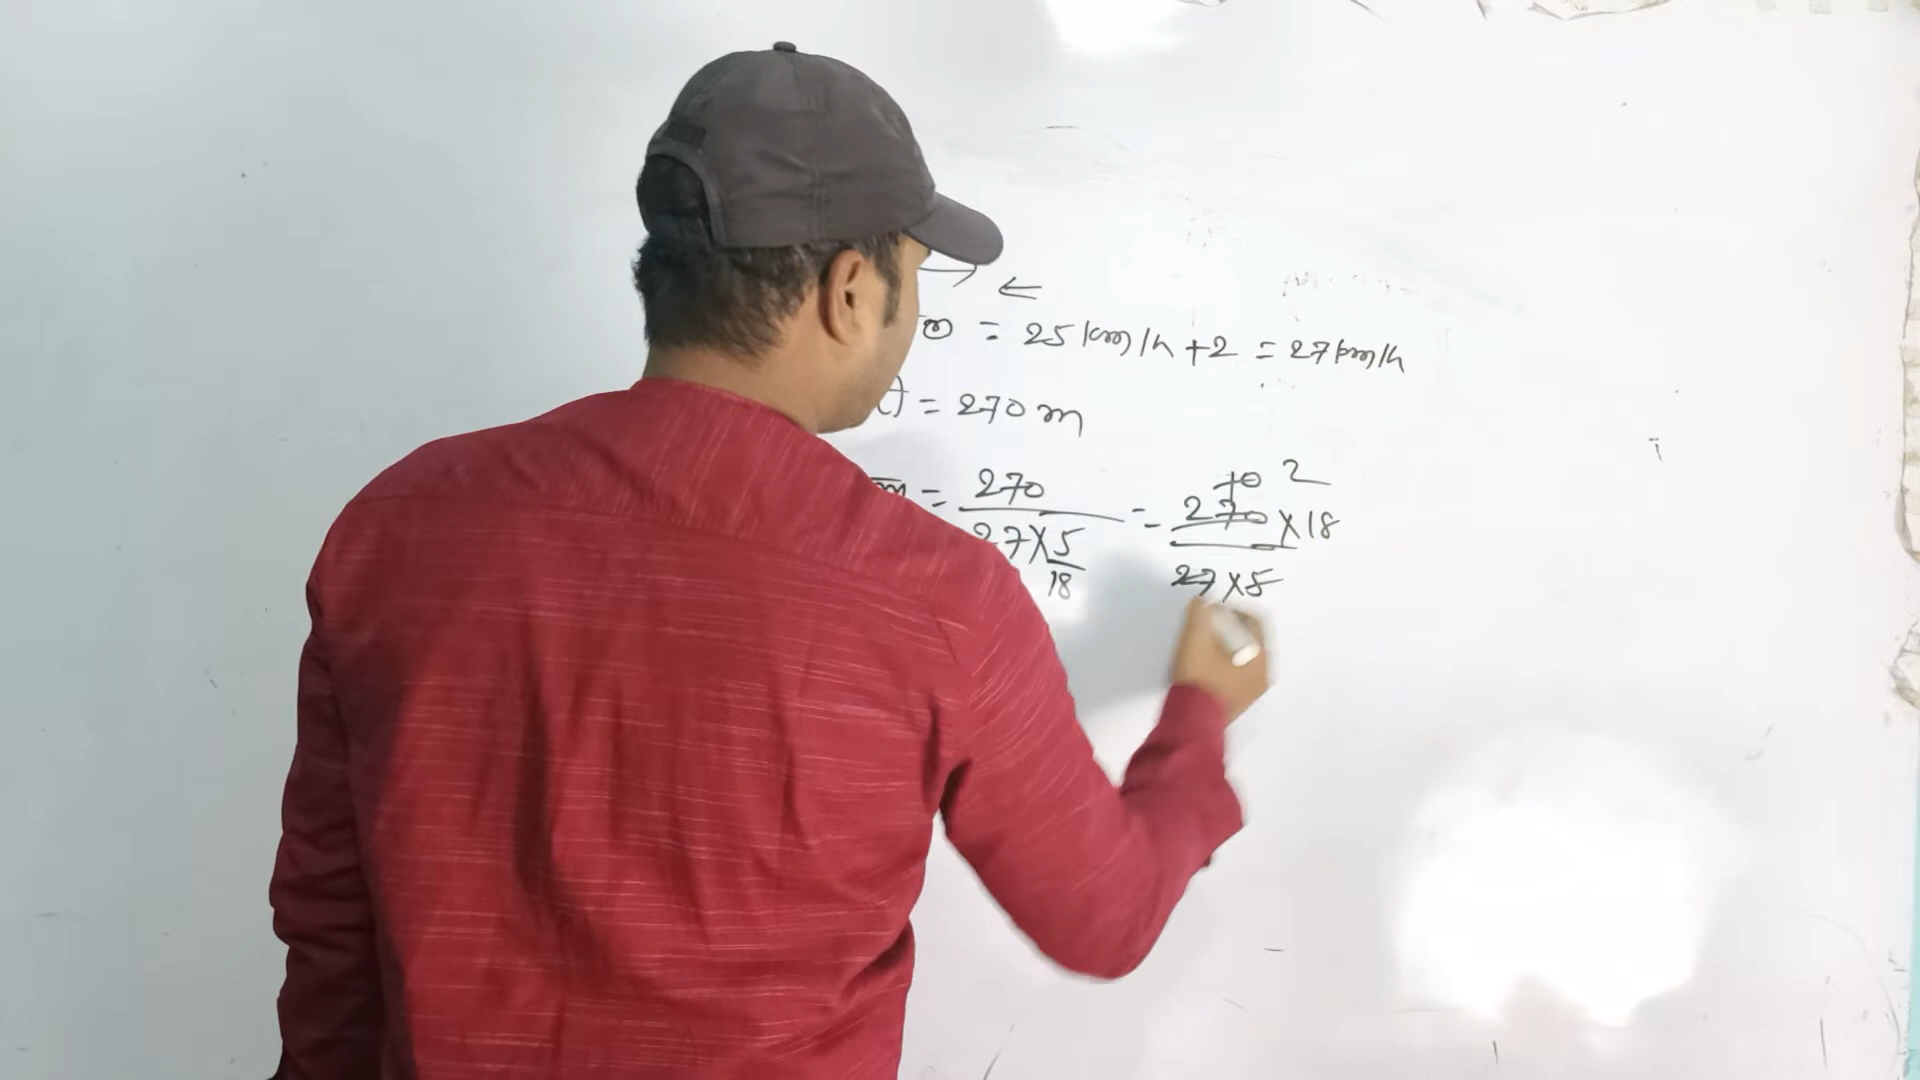 → ←
= 25 km/h + 2 = 27 km/h
= 270 m
10 2
= 270 = 270 × 18
27 × 5 27 × 5
18